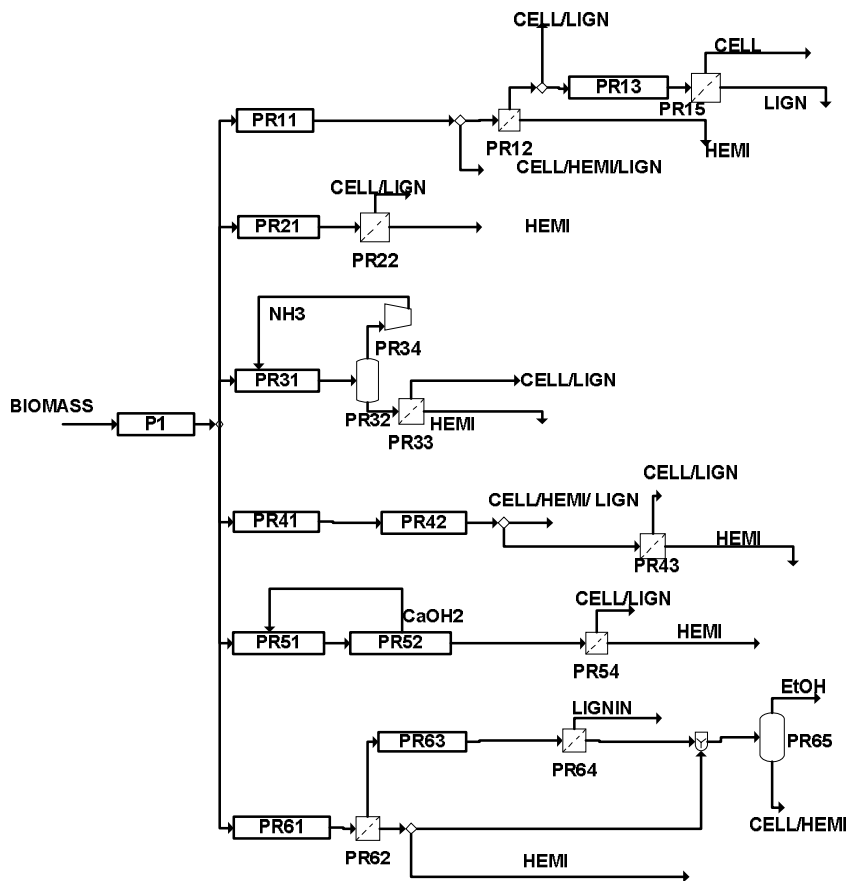 CELL/LIGN
CELL
PR13
PR15
LIGN
PR11
PR12
HEMI
CELL/HEMI/LIGN
CELL/LIGN
PR21
HEMI
PR22
NH3
PR34
PR31
CELL/LIGN
BIOMASS
PR32
HEMI
P1
PR33
CELL/LIGN
CELL/HEMI/ LIGN
PR41
PR42
HEMI
PR43
CELL/LIGN
CaOH2
HEMI
PR51
PR52
PR54
EtOH
LIGNIN
PR63
PR65
PR64
PR61
CELL/HEMI
PR62
HEMI